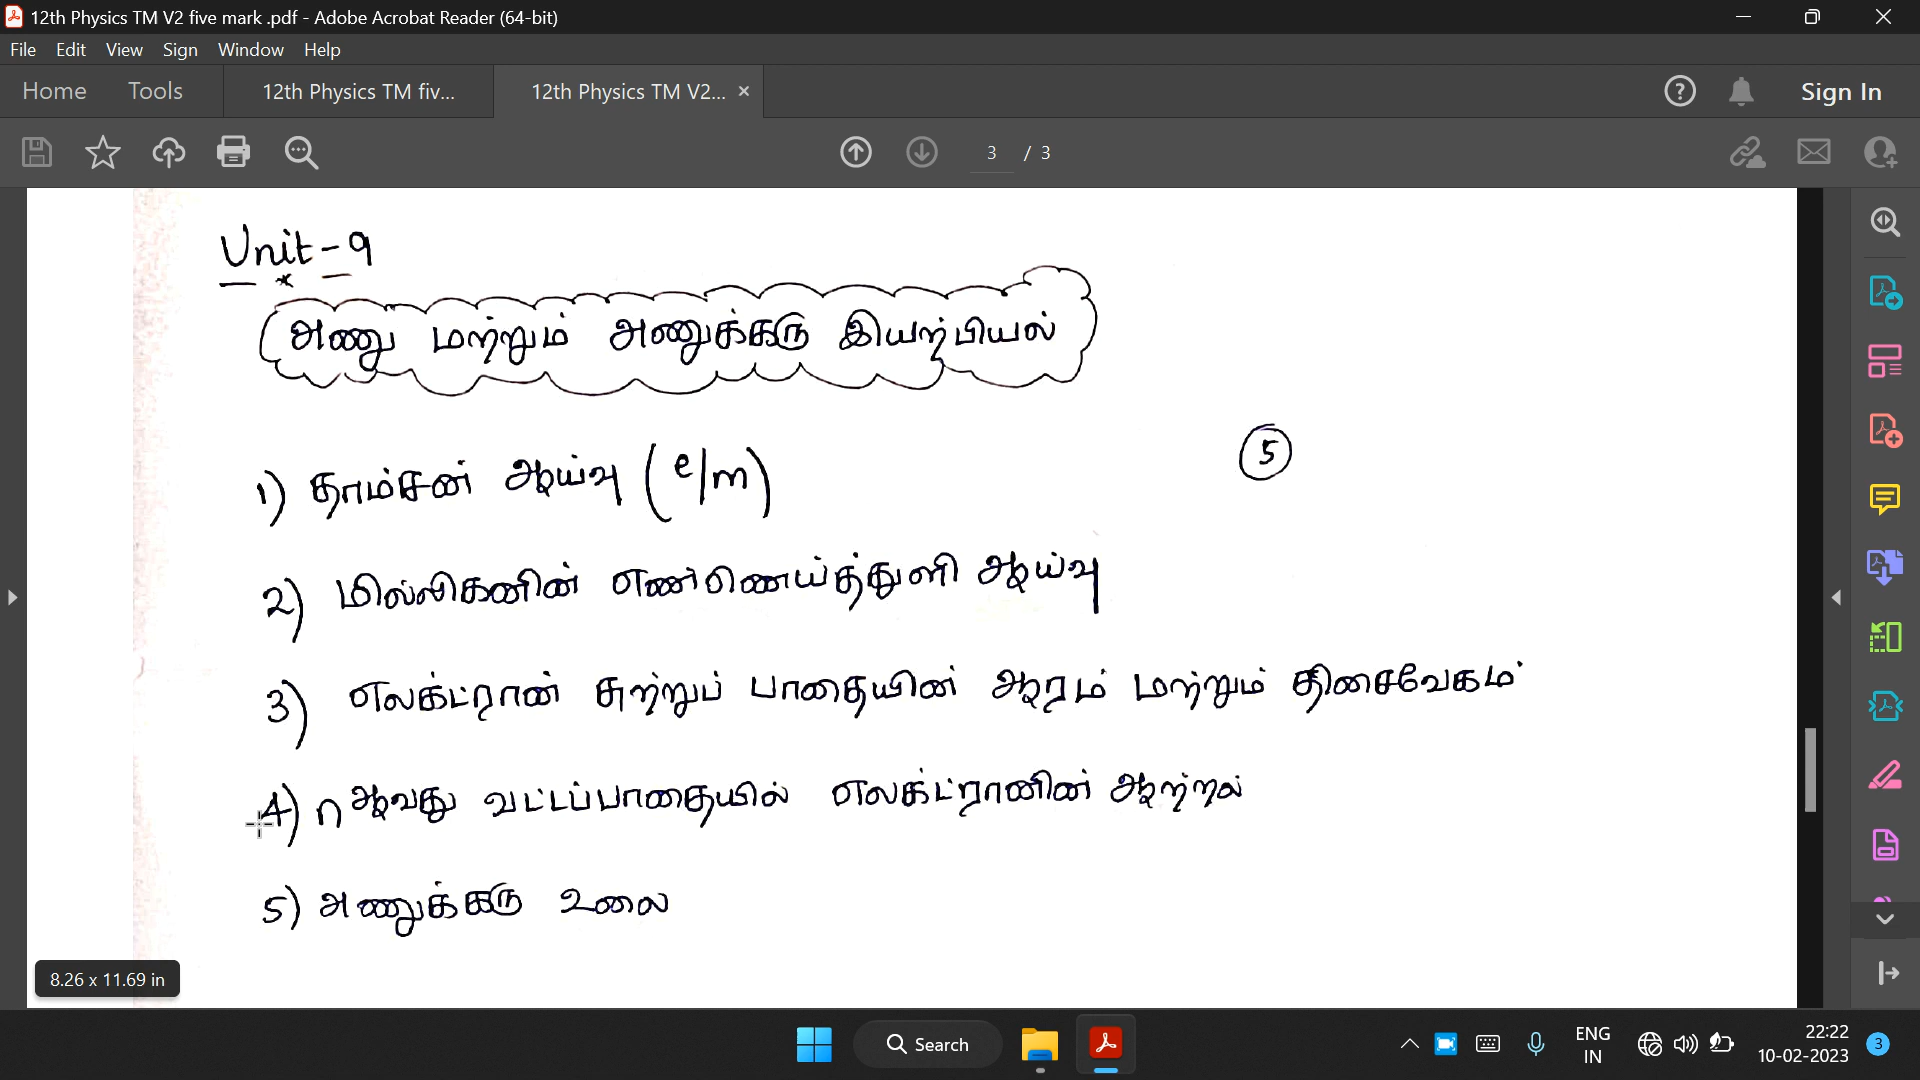 12th Physics TM V2 five mark .pdf - Adobe Acrobat Reader (64-bit)
File Edit View Sign Window Help
Home Tools 12th Physics TM fiv... 12th Physics TM V2... × Sign In
3 / 3
Unit-9
அணு மற்றும் அணுக்கரு இயற்பியல்
5
1) தாம்சன் ஆய்வு (e/m)
2) மில்லிகனின் எண்ணெய்த்துளி ஆய்வு
3) எலக்ட்ரான் சுற்றுப் பாதையின் ஆரம் மற்றும் திசைவேகம்
4) n ஆவது வட்டப்பாதையில் எலக்ட்ரானின் ஆற்றல்
5) அணுக்கரு உலை
8.26 x 11.69 in
Search
ENG
IN
22:22
10-02-2023
3